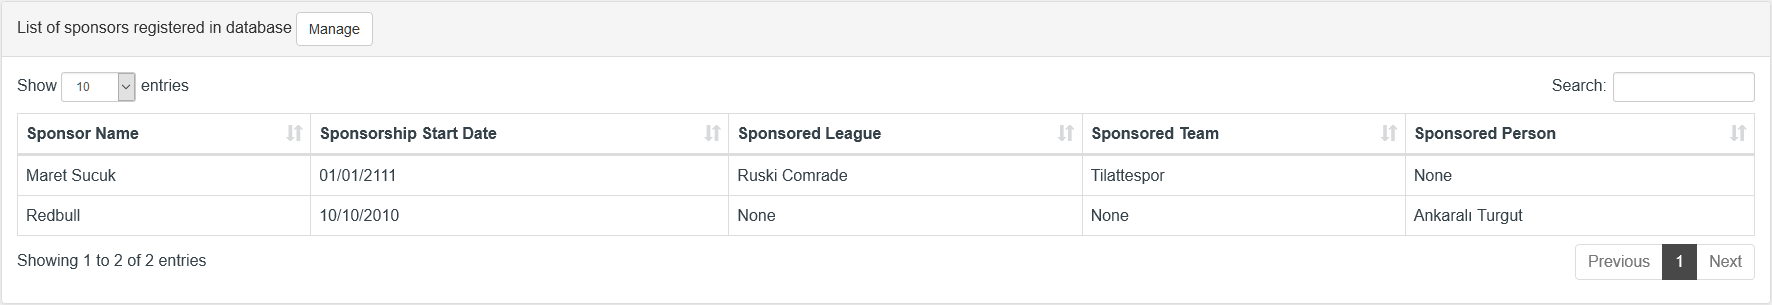 List of sponsors registered in database Manage
Show 10 entries Search:
Sponsor Name Sponsorship Start Date Sponsored League Sponsored Team Sponsored Person
Maret Sucuk 01/01/2111 Ruski Comrade Tilattespor None
Redbull 10/10/2010 None None Ankaralı Turgut
Showing 1 to 2 of 2 entries Previous 1 Next